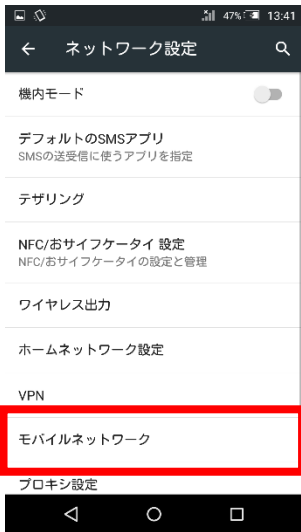 47% 13:41
ネットワーク設定
機内モード
デフォルトのSMSアプリ
SMSの送受信に使うアプリを指定
テザリング
NFC/おサイフケータイ 設定
NFC/おサイフケータイの設定と管理
ワイヤレス出力
ホームネットワーク設定
VPN
モバイルネットワーク
プロキシ設定